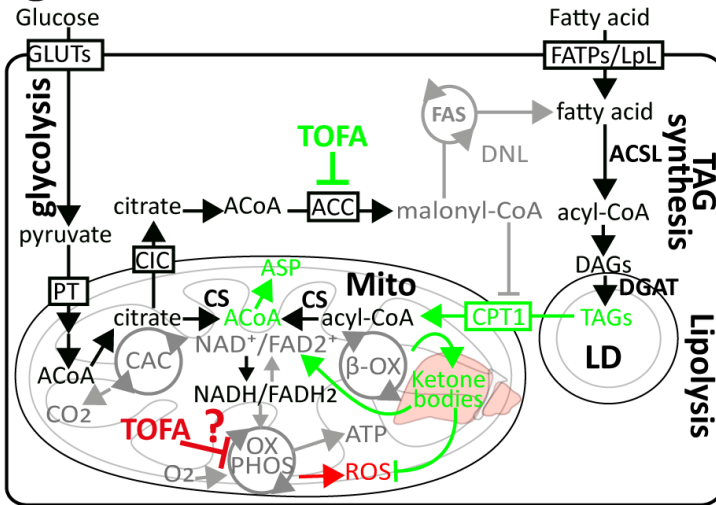 Glucose
Fatty acid
GLUTs
FATPs/LpL
glycolysis
FAS
fatty acid
TAG
synthesis
TOFA
DNL
ACSL
citrate
ACoA
ACC
malonyl-CoA
acyl-CoA
pyruvate
CIC
ASP
Mito
DAGs
PT
DGAT
citrate
CS
ACoA
CS
acyl-CoA
CPT1
TAGs
NAD+/FAD2+
LD
Lipolysis
CAC
β-OX
ACoA
NADH/FADH2
Ketone
bodies
CO2
TOFA
?
OX
PHOS
ATP
O2
ROS